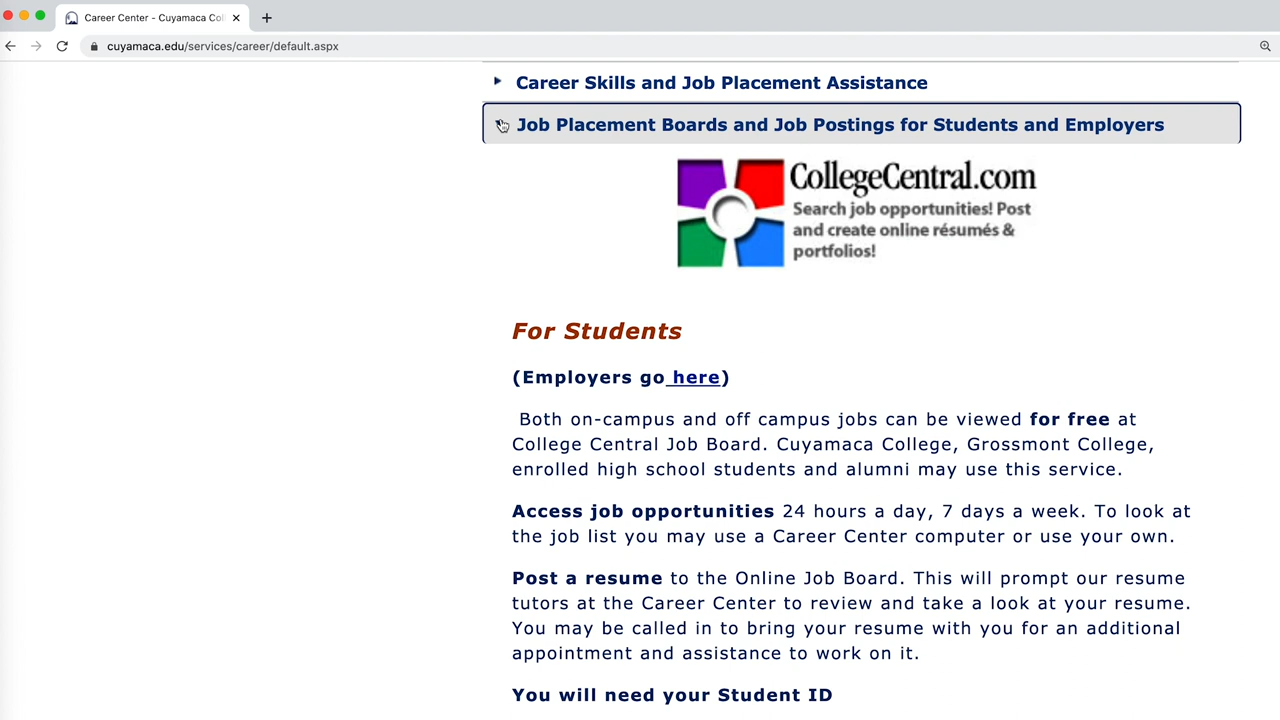 Career Center - Cuyamaca Col
cuyamaca.edu/services/career/default.aspx
Career Skills and Job Placement Assistance
Job Placement Boards and Job Postings for Students and Employers
CollegeCentral.com
Search job opportunities! Post
and create online résumés &
portfolios!
For Students
(Employers go here)
Both on-campus and off campus jobs can be viewed for free at
College Central Job Board. Cuyamaca College, Grossmont College,
enrolled high school students and alumni may use this service.
Access job opportunities 24 hours a day, 7 days a week. To look at
the job list you may use a Career Center computer or use your own.
Post a resume to the Online Job Board. This will prompt our resume
tutors at the Career Center to review and take a look at your resume.
You may be called in to bring your resume with you for an additional
appointment and assistance to work on it.
You will need your Student ID